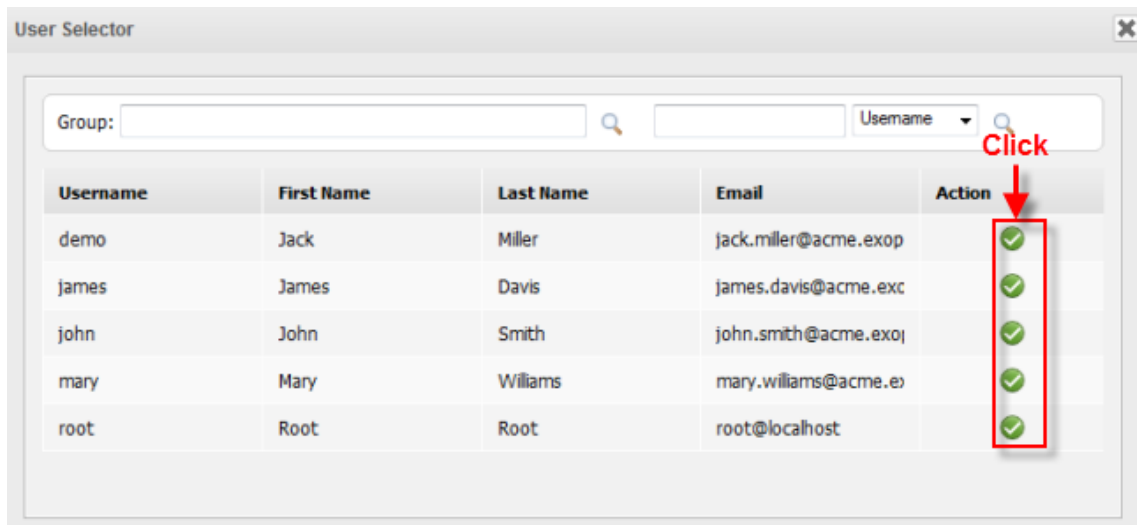 User Selector
Group: Username
Click
Username First Name Last Name Email Action
demo Jack Miller jack.miller@acme.exop
james James Davis james.davis@acme.exc
john John Smith john.smith@acme.exop
mary Mary Williams mary.williams@acme.ex
root Root Root root@localhost